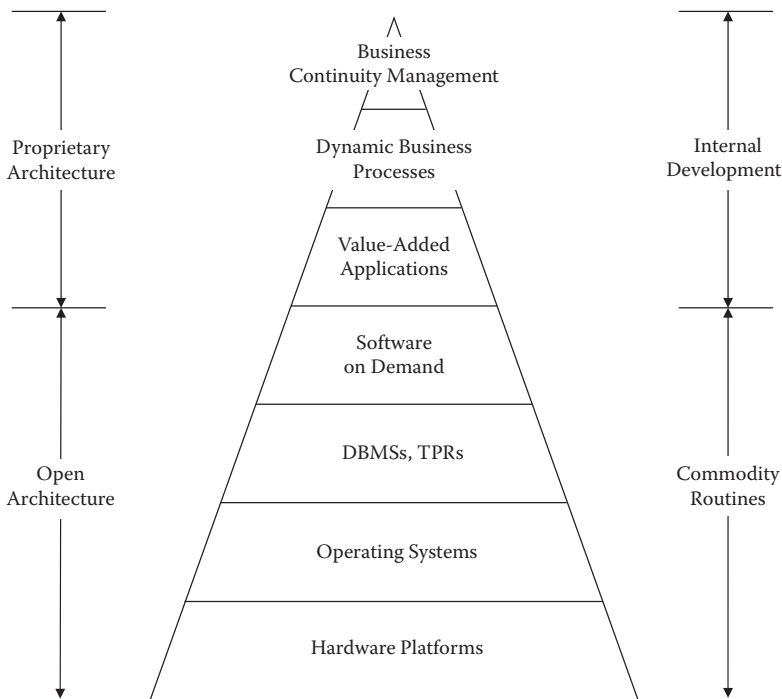 Business
Continuity Management
Proprietary
Architecture
Dynamic Business
Processes
Internal
Development
Value-Added
Applications
Software
on Demand
Open
Architecture
DBMSs, TPRs
Commodity
Routines
Operating Systems
Hardware Platforms